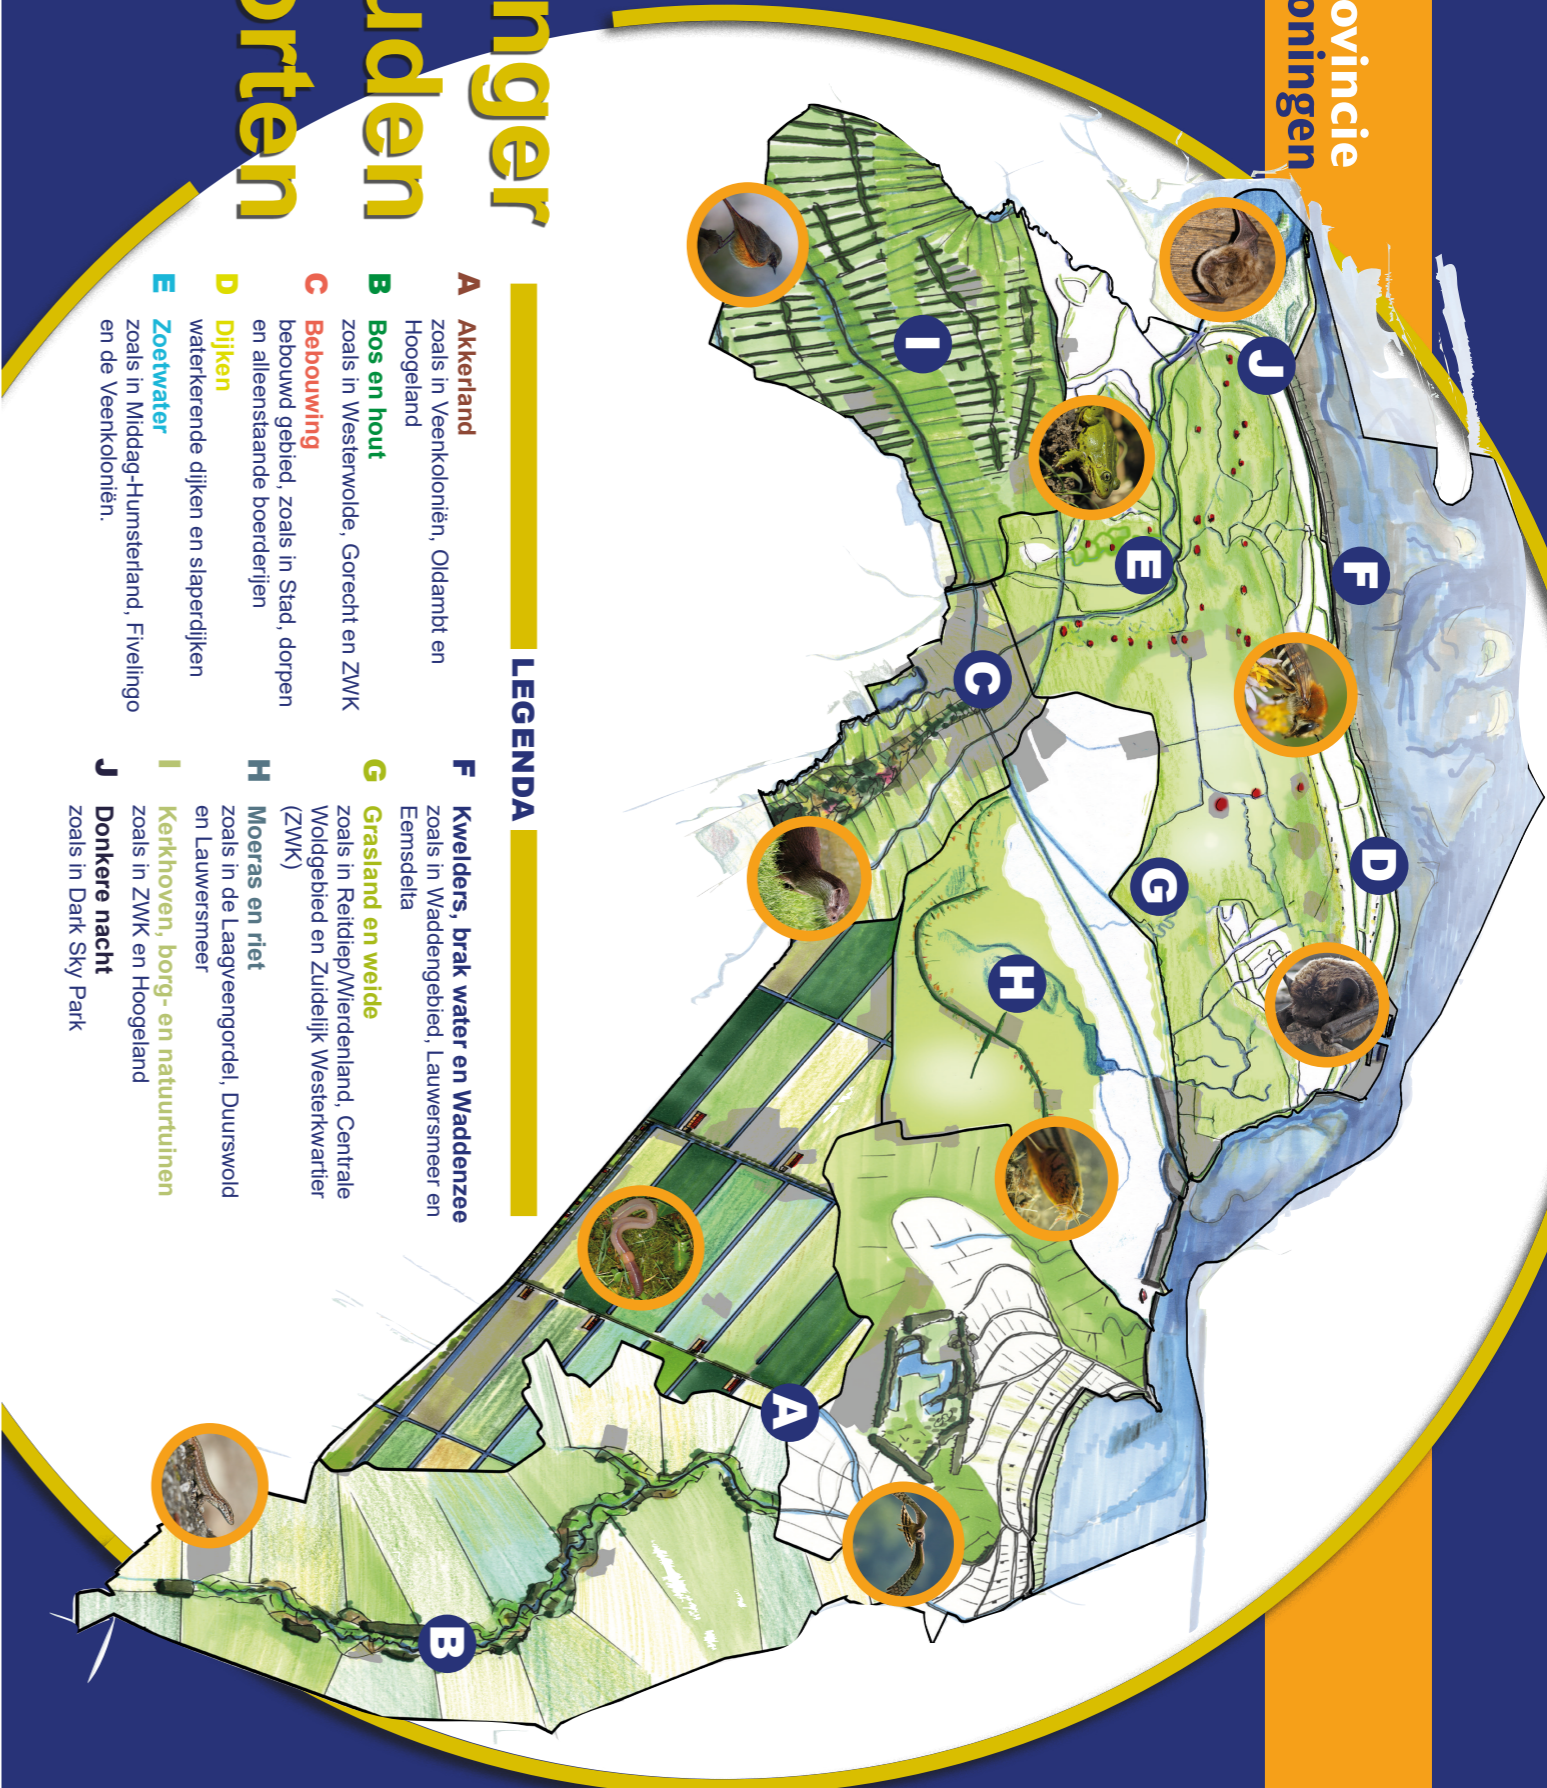 ovincie
oningen
nger
uden
orten
LEGENDA
A Akkerland
zoals in Veenkoloniën, Oldambt en
Hoogeland
B Bos en hout
zoals in Westerwolde, Gorecht en ZWK
C Bebouwing
bebouwd gebied, zoals in Stad, dorpen
en alleenstaande boerderijen
D Dijken
waterkerende dijken en slaperdijken
E Zoetwater
zoals in Middag-Humsterland, Fivelingo
en de Veenkoloniën.
F Kwelders, brak water en Waddenzee
zoals in Waddengebied, Lauwersmeer en
Eemsdelta
G Grasland en weide
zoals in Reitdiep/Wierdenland, Centrale
Woldgebied en Zuidelijk Westerkwartier
(ZWK)
H Moeras en riet
zoals in de Laagveengordel, Duurswold
en Lauwersmeer
I Kerkhoven, borg- en natuurtuinen
zoals in ZWK en Hoogeland
J Donkere nacht
zoals in Dark Sky Park
J
F
I
E
D
C
G
H
A
B